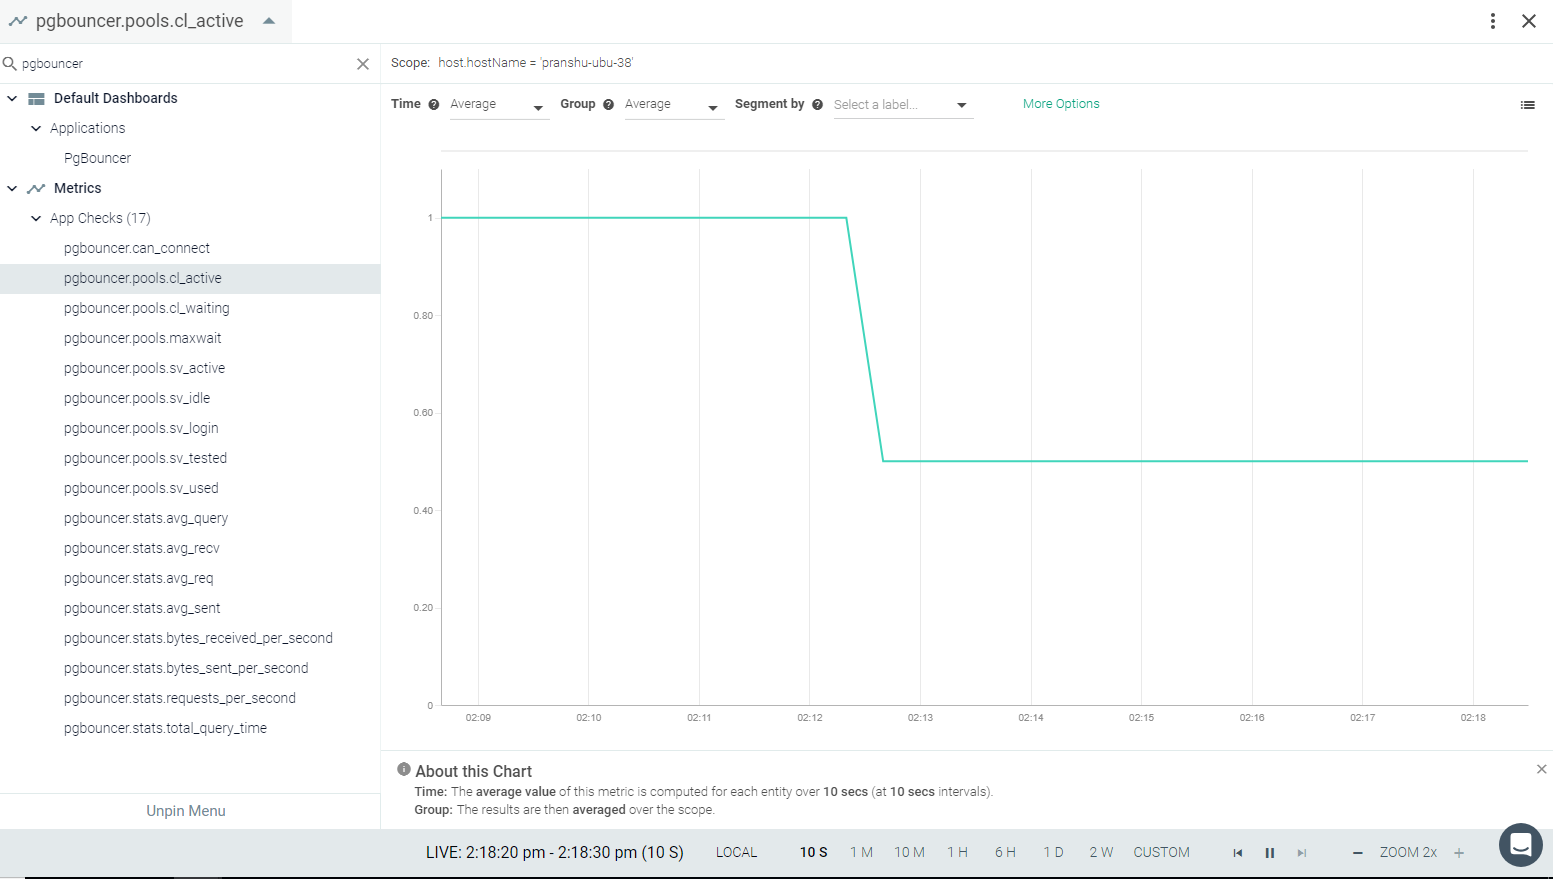 pgbouncer.pools.cl_active
pgbouncer
Default Dashboards
Applications
PgBouncer
Metrics
App Checks (17)
pgbouncer.can_connect
pgbouncer.pools.cl_active
pgbouncer.pools.cl_waiting
pgbouncer.pools.maxwait
pgbouncer.pools.sv_active
pgbouncer.pools.sv_idle
pgbouncer.pools.sv_login
pgbouncer.pools.sv_tested
pgbouncer.pools.sv_used
pgbouncer.stats.avg_query
pgbouncer.stats.avg_recv
pgbouncer.stats.avg_req
pgbouncer.stats.avg_sent
pgbouncer.stats.bytes_received_per_second
pgbouncer.stats.bytes_sent_per_second
pgbouncer.stats.requests_per_second
pgbouncer.stats.total_query_time
Unpin Menu
Scope: host.hostName = 'pranshu-ubu-38'
Time ? Average Group ? Average Segment by ? Select a label... More Options
1
0.80
0.60
0.40
0.20
0
02:09 02:10 02:11 02:12 02:13 02:14 02:15 02:16 02:17 02:18
About this Chart
Time: The average value of this metric is computed for each entity over 10 secs (at 10 secs intervals).
Group: The results are then averaged over the scope.
LIVE: 2:18:20 pm - 2:18:30 pm (10 S) LOCAL 10 S 1 M 10 M 1 H 6 H 1 D 2 W CUSTOM ZOOM 2x